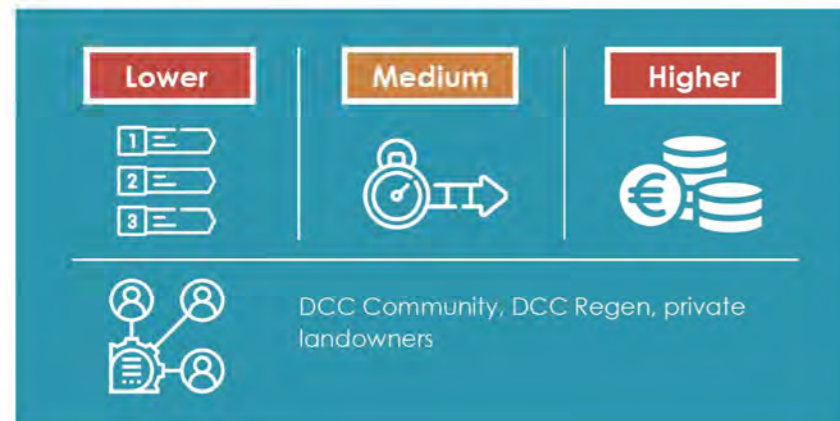 Lower
Medium
Higher
1
2
3
€
DCC Community, DCC Regen, private
landowners